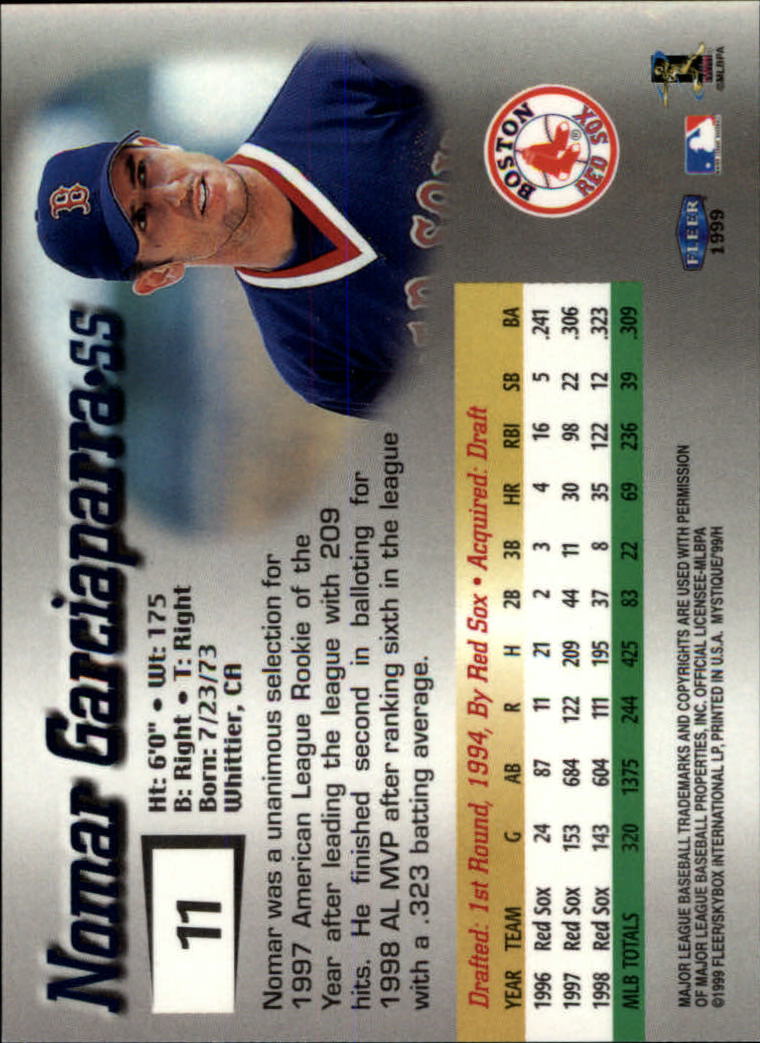 Nomar Garciaparra•SS
11
Ht: 6'0" • Wt: 175
B: Right • T: Right
Born: 7/23/73
Whittier, CA
Nomar was a unanimous selection for
1997 American League Rookie of the
Year after leading the league with 209
hits. He finished second in balloting for
1998 AL MVP after ranking sixth in the league
with a .323 batting average.
B
BOSTON
RED SOX
Drafted: 1st Round, 1994, By Red Sox • Acquired: Draft
YEAR TEAM G AB R H 2B 3B HR RBI SB BA
1996 Red Sox 24 87 11 21 2 3 4 16 5 .241
1997 Red Sox 153 684 122 209 44 11 30 98 22 .306
1998 Red Sox 143 604 111 195 37 8 35 122 12 .323
MLB TOTALS 320 1375 244 425 83 22 69 236 39 .309
MAJOR LEAGUE BASEBALL TRADEMARKS AND COPYRIGHTS ARE USED WITH PERMISSION
OF MAJOR LEAGUE BASEBALL PROPERTIES, INC. OFFICIAL LICENSEE-MLBPA
©1999 FLEER/SKYBOX INTERNATIONAL LP, PRINTED IN U.S.A. MYSTIQUE/'99/H
FLEER
1999
©MLBPA